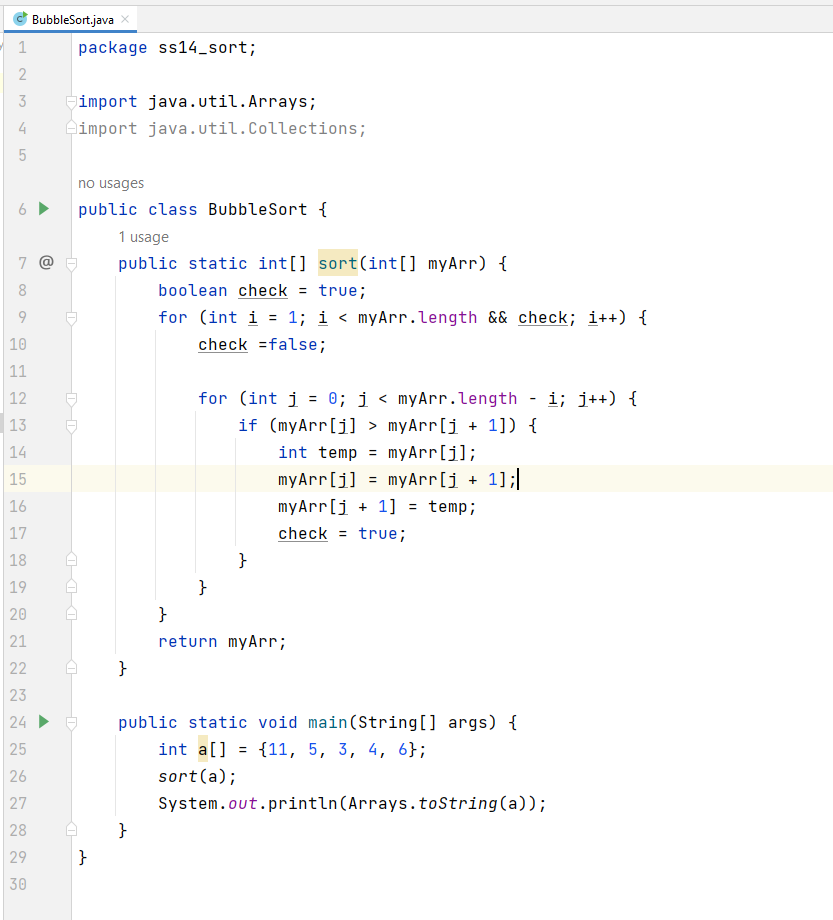 BubbleSort.java
1 package ss14_sort;
2
3 import java.util.Arrays;
4 import java.util.Collections;
5
no usages
6 public class BubbleSort {
1 usage
7 @ public static int[] sort(int[] myArr) {
8 boolean check = true;
9 for (int i = 1; i < myArr.length && check; i++) {
10 check =false;
11
12 for (int j = 0; j < myArr.length - i; j++) {
13 if (myArr[j] > myArr[j + 1]) {
14 int temp = myArr[j];
15 myArr[j] = myArr[j + 1];
16 myArr[j + 1] = temp;
17 check = true;
18 }
19 }
20 }
21 return myArr;
22 }
23
24 public static void main(String[] args) {
25 int a[] = {11, 5, 3, 4, 6};
26 sort(a);
27 System.out.println(Arrays.toString(a));
28 }
29 }
30